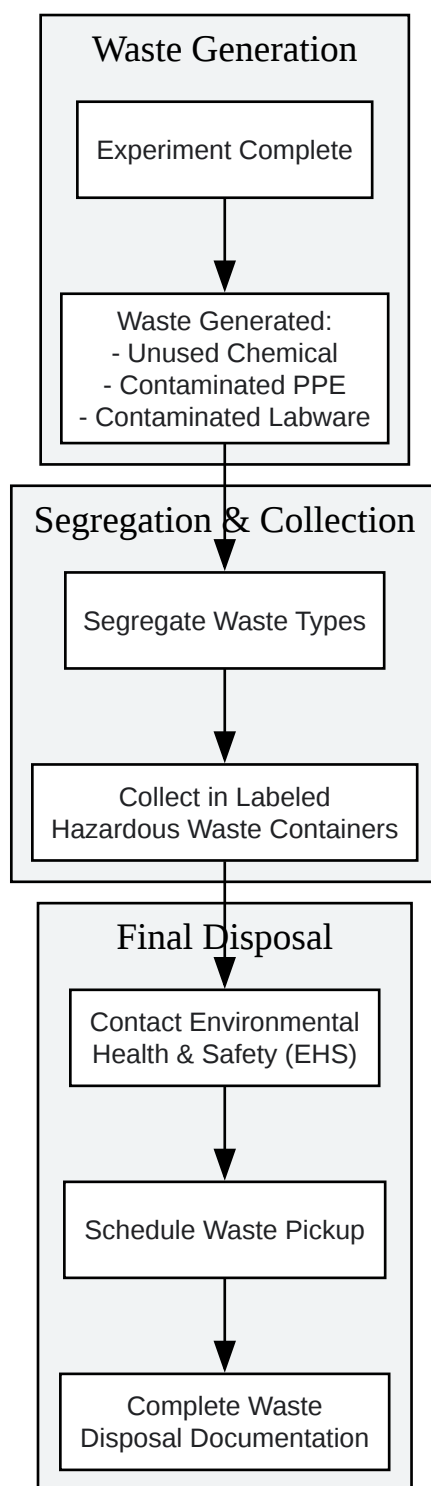 Waste Generation
Experiment Complete
Waste Generated:
- Unused Chemical
- Contaminated PPE
- Contaminated Labware
Segregation & Collection
Segregate Waste Types
Collect in Labeled
Hazardous Waste Containers
Final Disposal
Contact Environmental
Health & Safety (EHS)
Schedule Waste Pickup
Complete Waste
Disposal Documentation